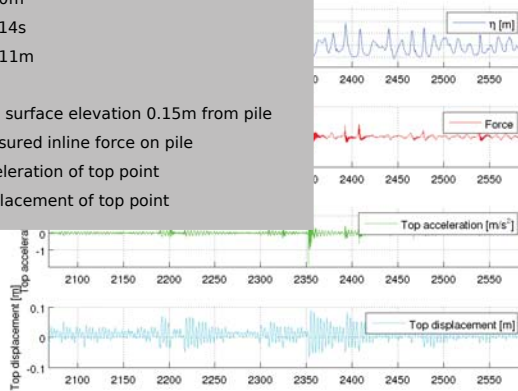 14s
11m
surface elevation 0.15m from pile
sured inline force on pile
eleration of top point
lacement of top point
η [m]
2400 2450 2500 2550
Force
2400 2450 2500 2550
Top accelera
Top acceleration [m/s²]
0
-1
2100 2150 2200 2250 2300 2350 2400 2450 2500 2550
Top displacement [m]
Top displacement [m]
0.1
0
-0.1
2100 2150 2200 2250 2300 2350 2400 2450 2500 2550